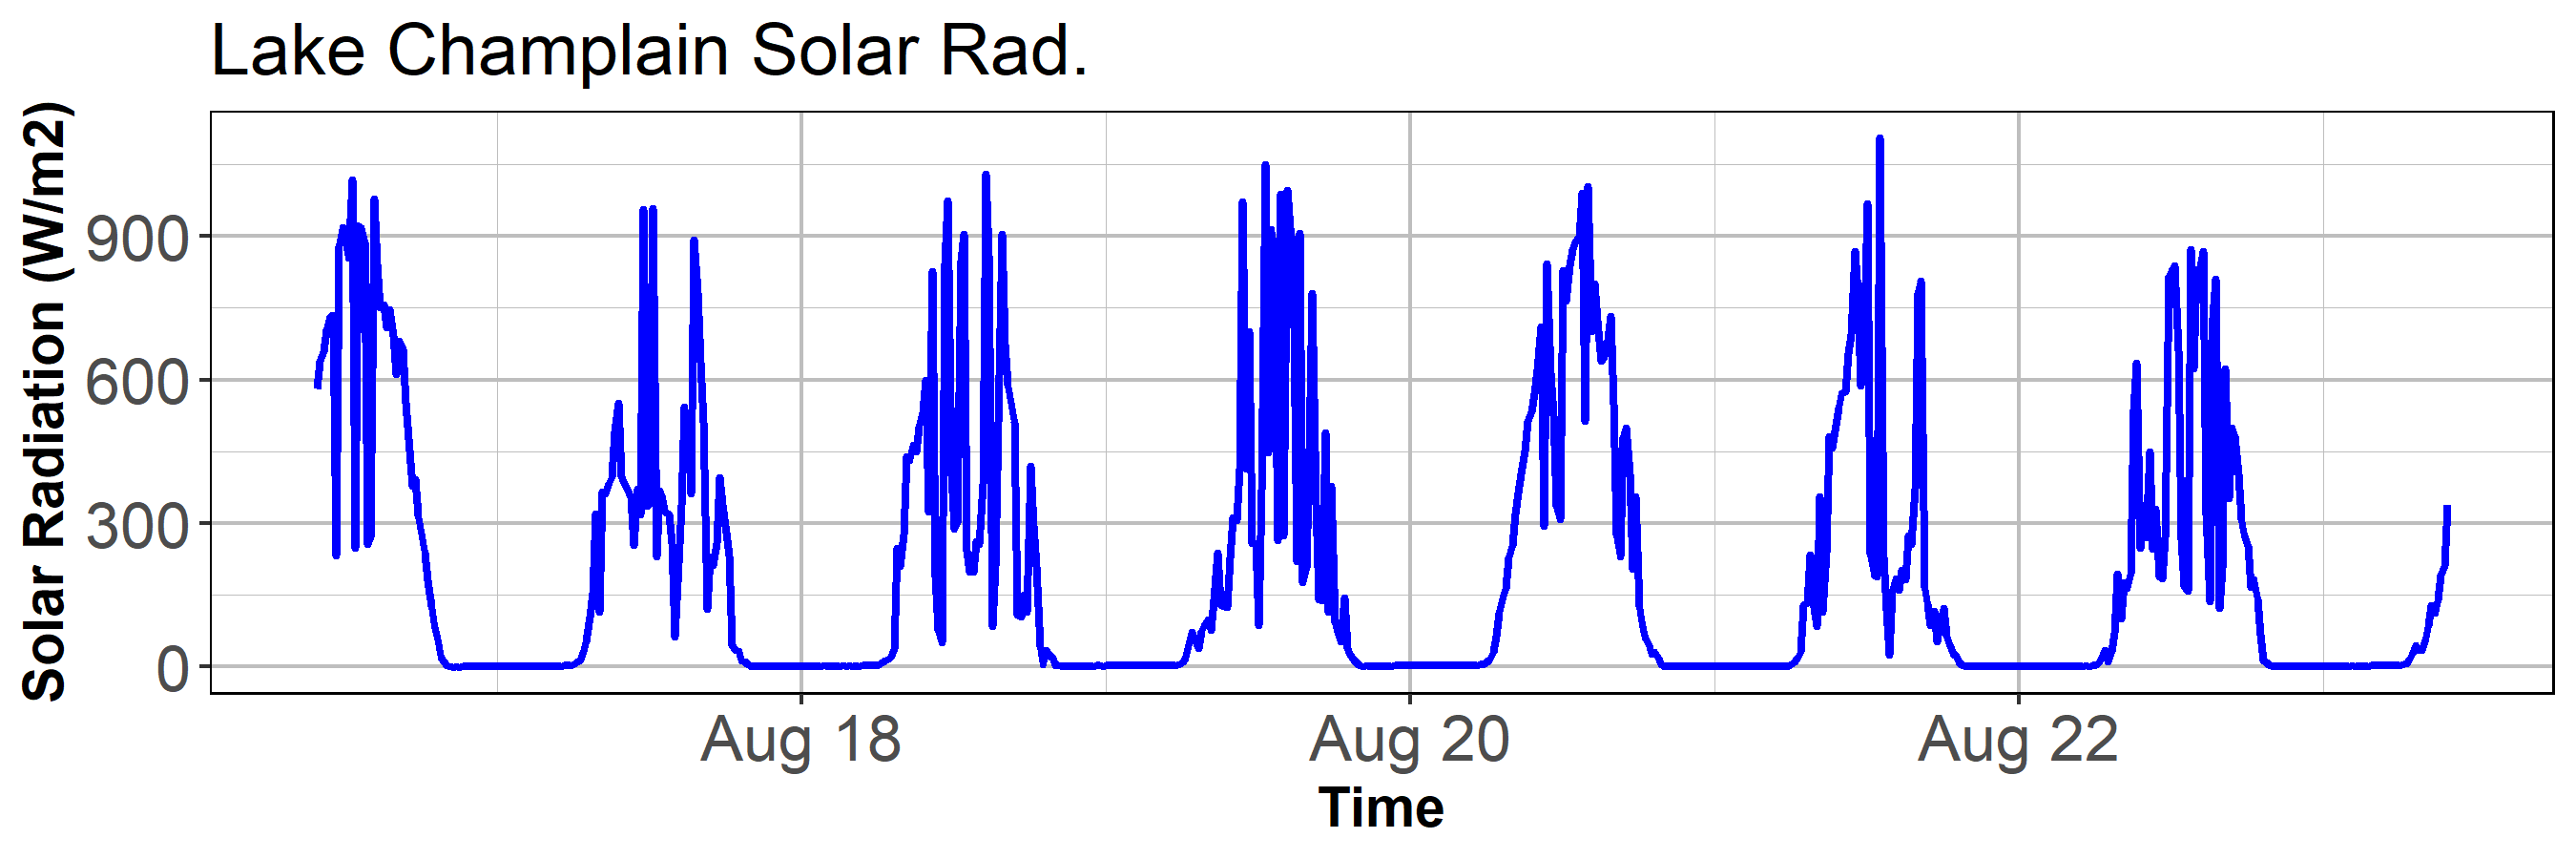 Lake Champlain Solar Rad.
Solar Radiation (W/m2)
900
600
300
0
Aug 18 Aug 20 Aug 22
Time